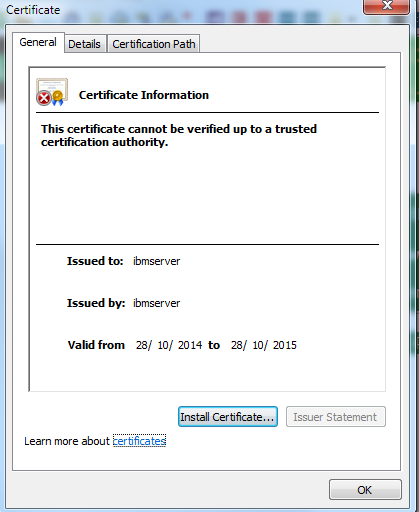 Certificate
General Details Certification Path
Certificate Information
This certificate cannot be verified up to a trusted
certification authority.
Issued to: ibmserver
Issued by: ibmserver
Valid from 28/ 10/ 2014 to 28/ 10/ 2015
Install Certificate... Issuer Statement
Learn more about certificates
OK